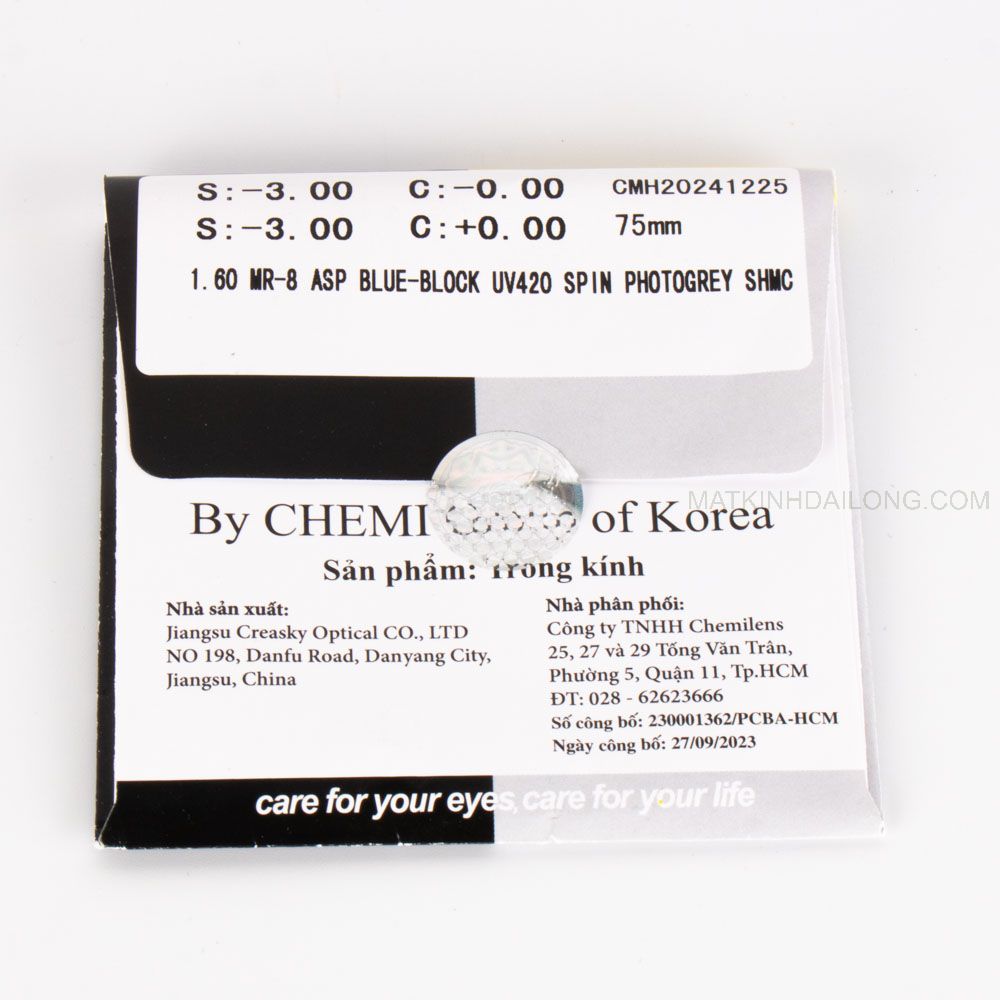 S:-3.00 C:-0.00 CMH20241225
S:-3.00 C:+0.00 75mm
1.60 MR-8 ASP BLUE-BLOCK UV420 SPIN PHOTOGREY SHMC
MATKINHDAILONG.COM
By CHEMI of Korea
Sản phẩm: Tròng kính
Nhà sản xuất:
Jiangsu Creasky Optical CO., LTD
NO 198, Danfu Road, Danyang City,
Jiangsu, China
Nhà phân phối:
Công ty TNHH Chemilens
25, 27 và 29 Tống Văn Trân,
Phường 5, Quận 11, Tp.HCM
ĐT: 028 - 62623666
Số công bố: 230001362/PCBA-HCM
Ngày công bố: 27/09/2023
care for your eyes, care for your life